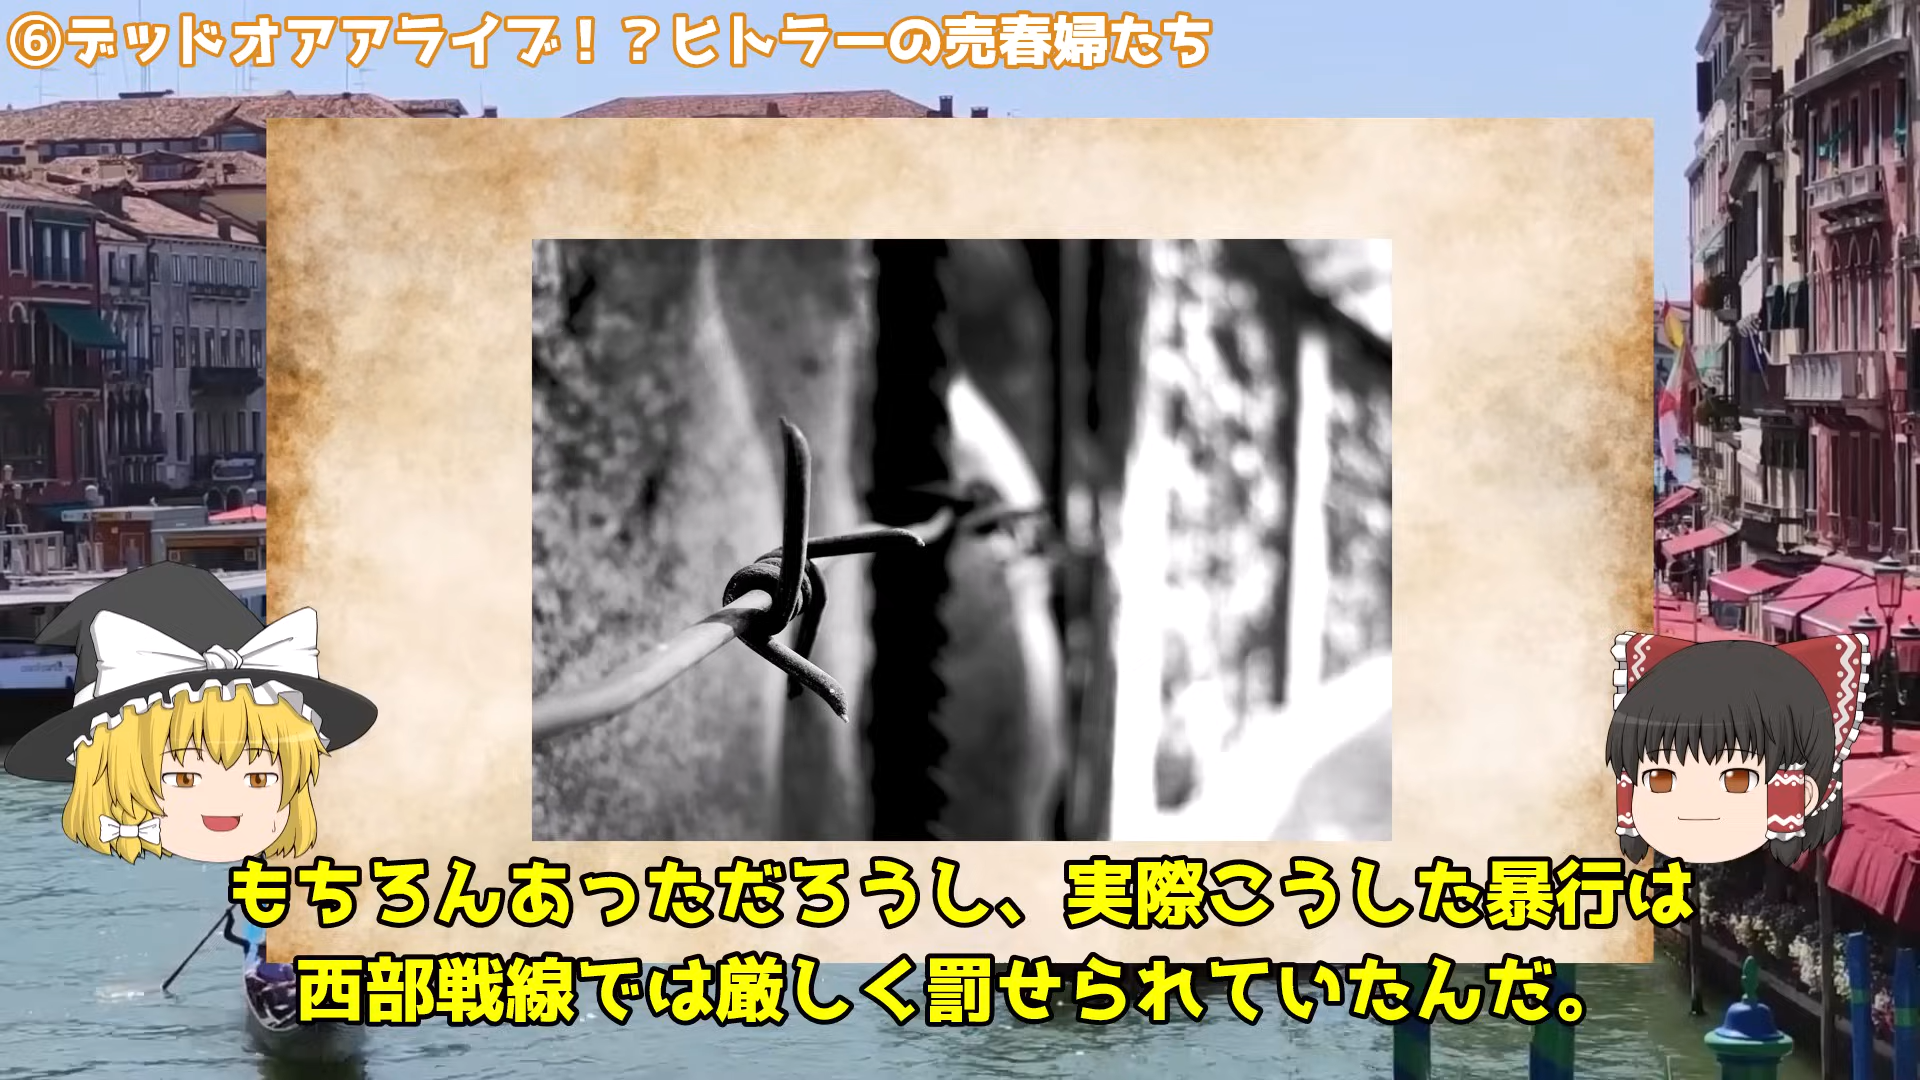 ⑥デッドオアアライブ！？ヒトラーの売春婦たち
もちろんあっただろうし、実際こうした暴行は
西部戦線では厳しく罰せられていたんだ。